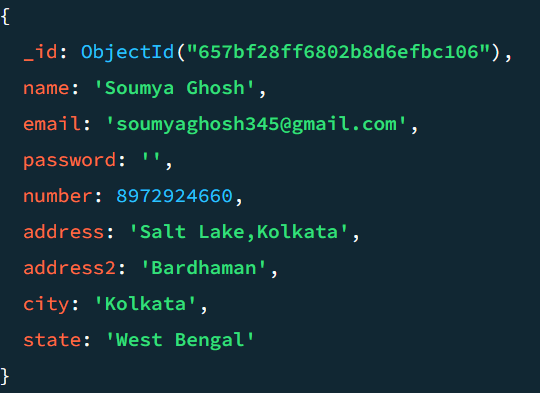 {
_id: ObjectId("657bf28ff6802b8d6efbc106"),
name: 'Soumya Ghosh',
email: 'soumyaghosh345@gmail.com',
password: '',
number: 8972924660,
address: 'Salt Lake,Kolkata',
address2: 'Bardhaman',
city: 'Kolkata',
state: 'West Bengal'
}